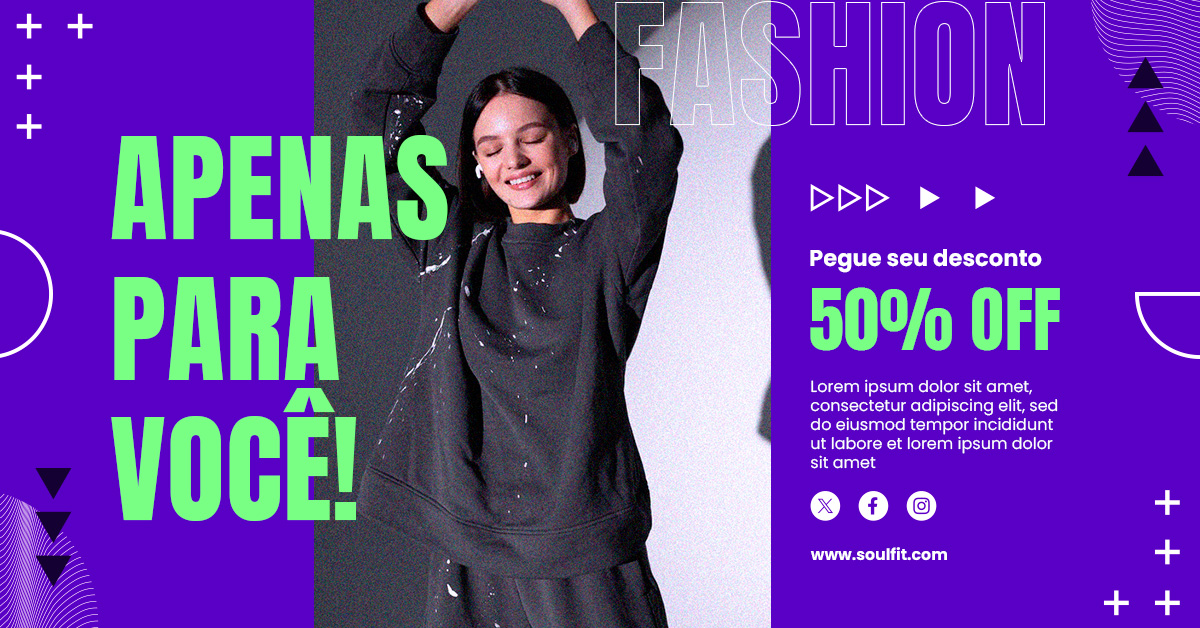 FASHION
APENAS
PARA
VOCÊ!
Pegue seu desconto
50% OFF
Lorem ipsum dolor sit amet,
consectetur adipiscing elit, sed
do eiusmod tempor incididunt
ut labore et lorem ipsum dolor
sit amet
www.soulfit.com